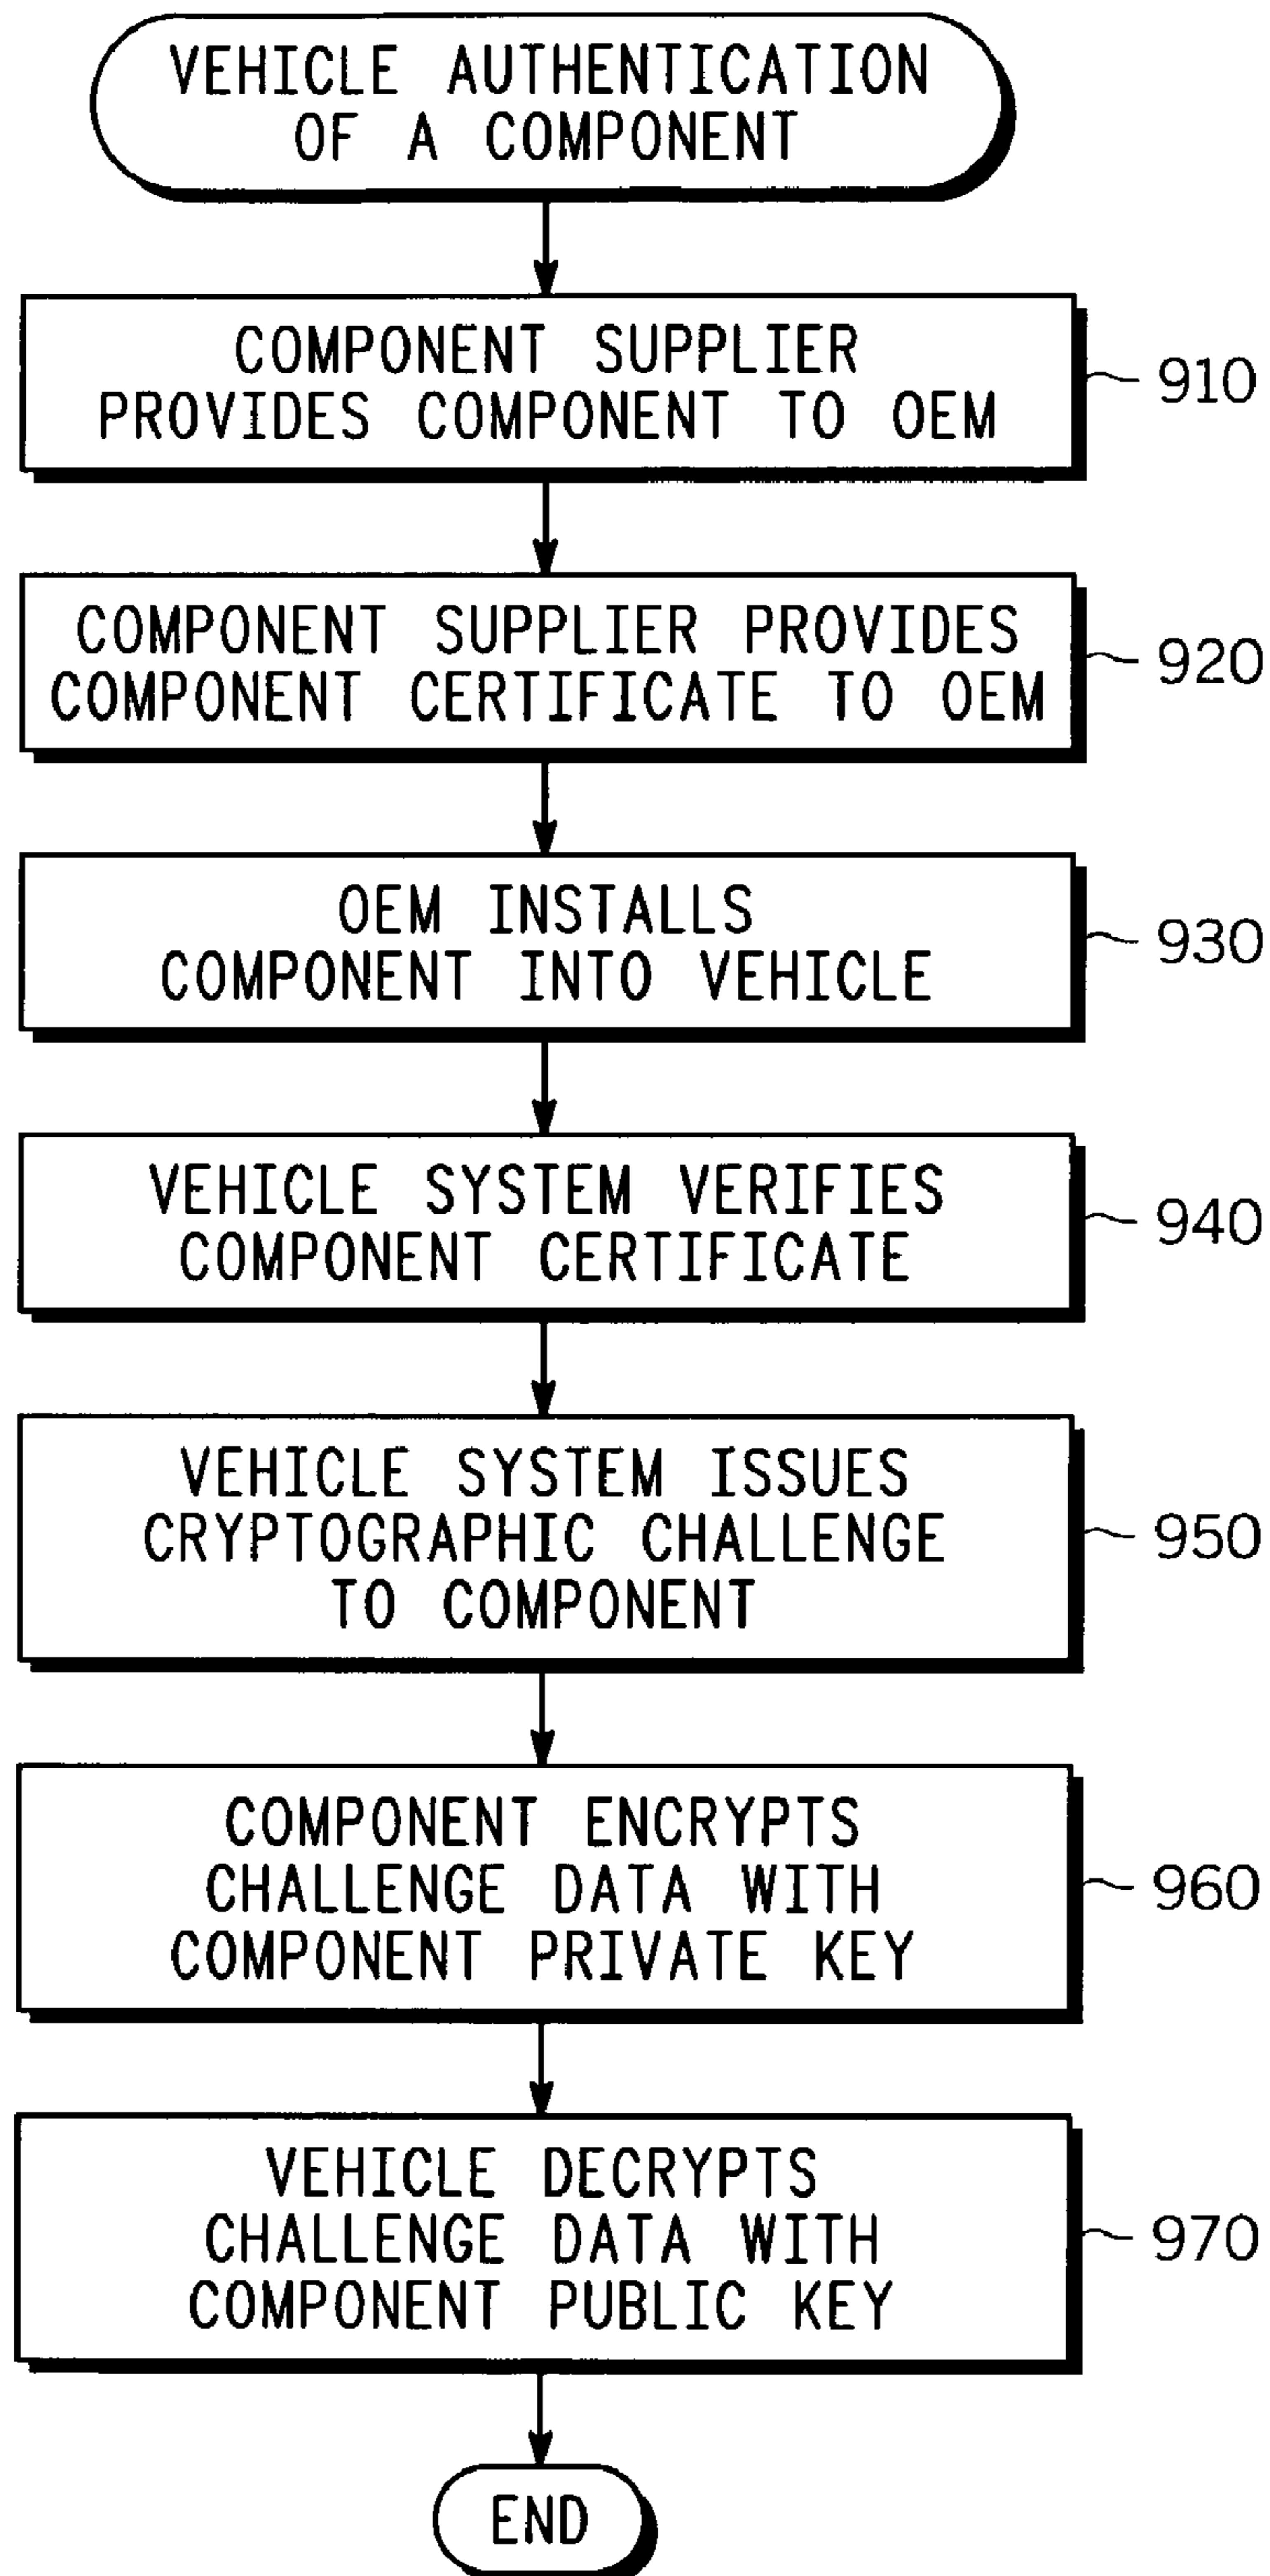 VEHICLE AUTHENTICATION
OF A COMPONENT
COMPONENT SUPPLIER
PROVIDES COMPONENT TO OEM
910
COMPONENT SUPPLIER PROVIDES
COMPONENT CERTIFICATE TO OEM
920
OEM INSTALLS
COMPONENT INTO VEHICLE
930
VEHICLE SYSTEM VERIFIES
COMPONENT CERTIFICATE
940
VEHICLE SYSTEM ISSUES
CRYPTOGRAPHIC CHALLENGE
TO COMPONENT
950
COMPONENT ENCRYPTS
CHALLENGE DATA WITH
COMPONENT PRIVATE KEY
960
VEHICLE DECRYPTS
CHALLENGE DATA WITH
COMPONENT PUBLIC KEY
970
END